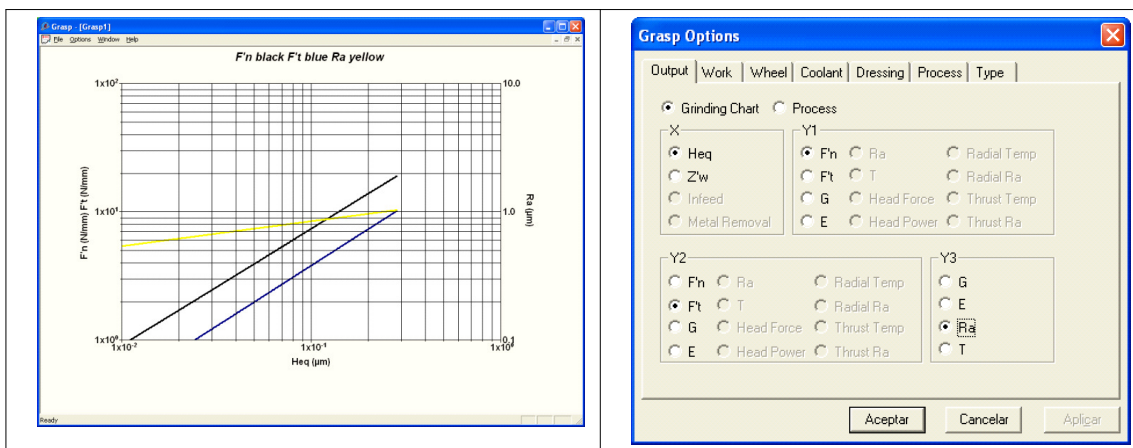 Grasp - [Grasp1]
File Options Window Help
F'n black F't blue Ra yellow
1x10² 10.0
F'n (N/mm) F't (N/mm)
1x10¹ 1.0
Ra (µm)
1x10⁰ 0.1
1x10⁻² 1x10⁻¹ 1x10⁰
Heq (µm)
Ready
Grasp Options
Output Work Wheel Coolant Dressing Process Type
Grinding Chart Process
X
Heq
Z'w
Infeed
Metal Removal
Y1
F'n Ra Radial Temp
F't T Radial Ra
G Head Force Thrust Temp
E Head Power Thrust Ra
Y2
F'n Ra Radial Temp
F't T Radial Ra
G Head Force Thrust Temp
E Head Power Thrust Ra
Y3
G
E
Ra
T
Aceptar Cancelar Aplicar